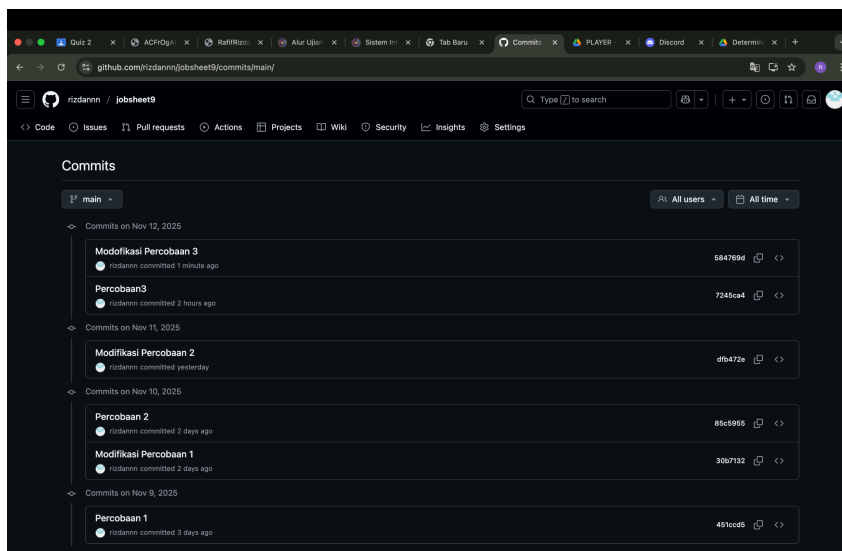 Quiz 2
ACFrOgA
RafifRizda
Alur Ujian
Sistem Int
Tab Baru
Commits
PLAYER -
Discord
Determin
github.com/rizdannn/jobsheet9/commits/main/
rizdannn / jobsheet9
Type / to search
Code
Issues
Pull requests
Actions
Projects
Wiki
Security
Insights
Settings
Commits
main
All users
All time
Commits on Nov 12, 2025
Modofikasi Percobaan 3
584769d
rizdannn committed 1 minute ago
Percobaan3
7245ca4
rizdannn committed 2 hours ago
Commits on Nov 11, 2025
Modifikasi Percobaan 2
dfb472e
rizdannn committed yesterday
Commits on Nov 10, 2025
Percobaan 2
85c5955
rizdannn committed 2 days ago
Modifikasi Percobaan 1
30b7132
rizdannn committed 2 days ago
Commits on Nov 9, 2025
Percobaan 1
451ccd5
rizdannn committed 3 days ago